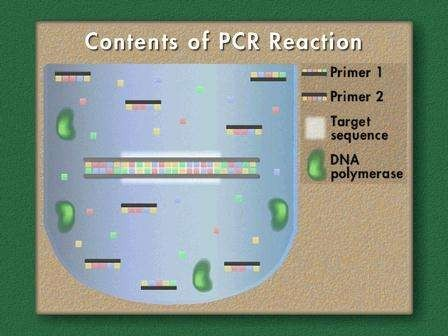 Contents of PCR Reaction
Primer 1
Primer 2
Target
sequence
DNA
polymerase